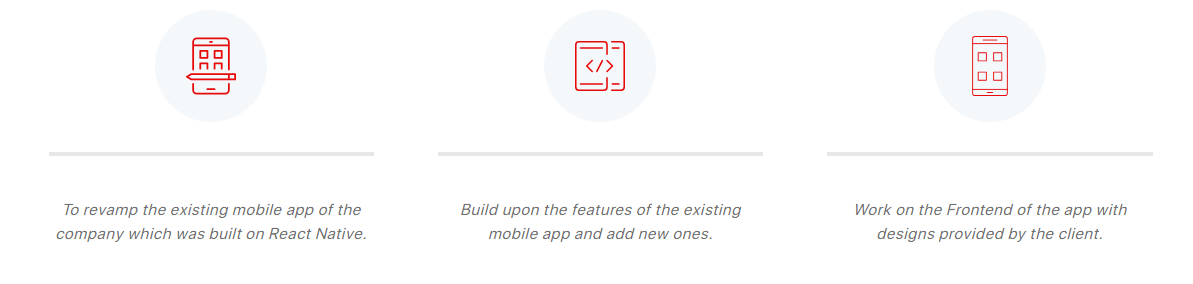 To revamp the existing mobile app of the
company which was built on React Native.
Build upon the features of the existing
mobile app and add new ones.
Work on the Frontend of the app with
designs provided by the client.